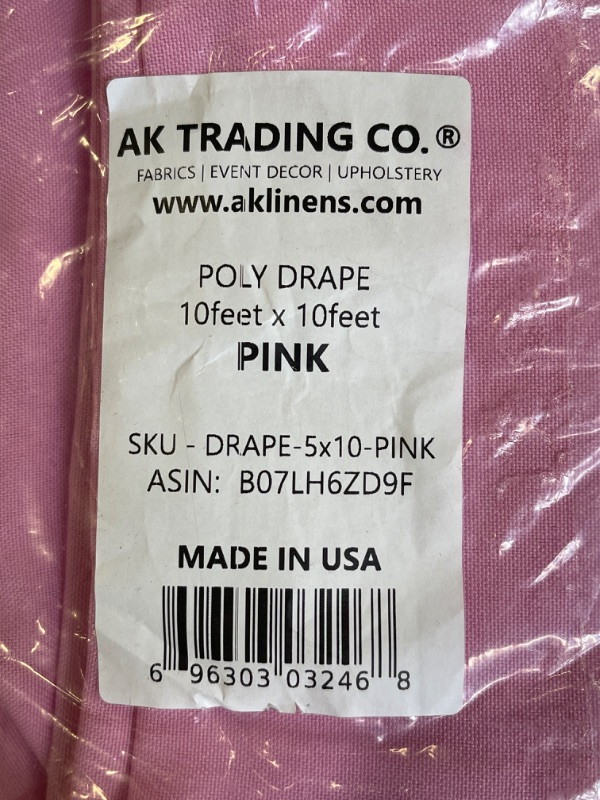 AK TRADING CO.®
FABRICS | EVENT DECOR | UPHOLSTERY
www.aklinens.com
POLY DRAPE
10feet x 10feet
PINK
SKU - DRAPE-5x10-PINK
ASIN: B07LH6ZD9F
MADE IN USA
6 96303 03246 8